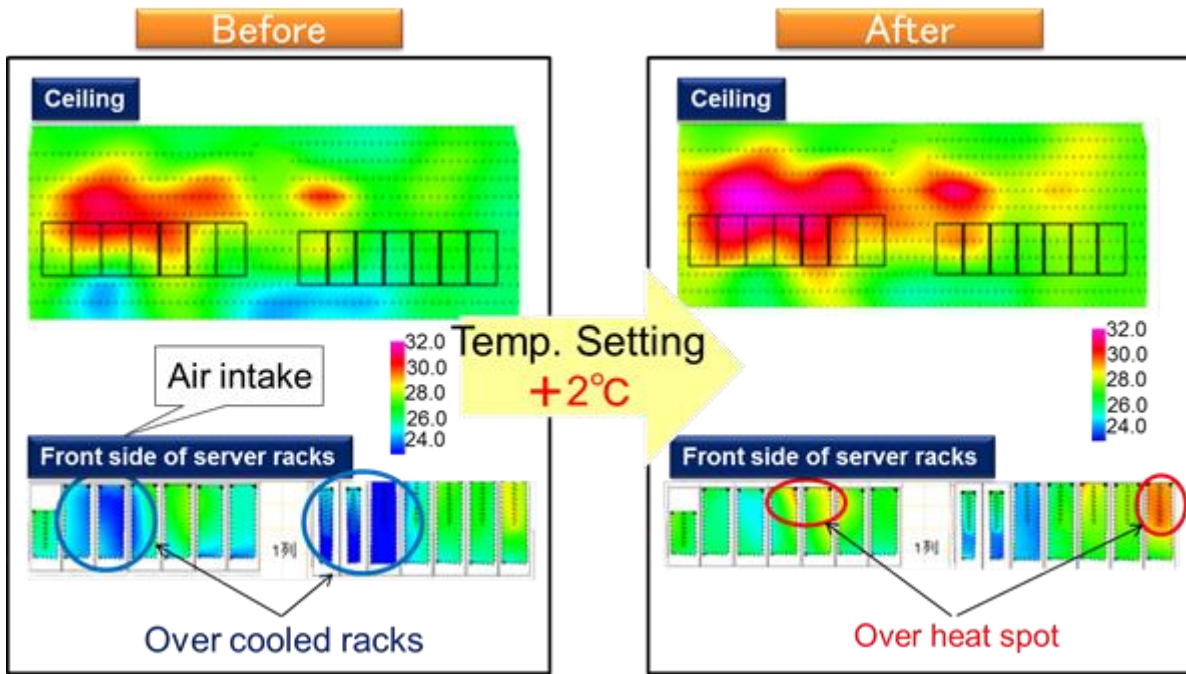 Before
Ceiling
32.0
30.0
28.0
26.0
24.0
Air intake
Front side of server racks
1列
Over cooled racks
Temp. Setting
+2℃
After
Ceiling
32.0
30.0
28.0
26.0
24.0
Front side of server racks
1列
Over heat spot